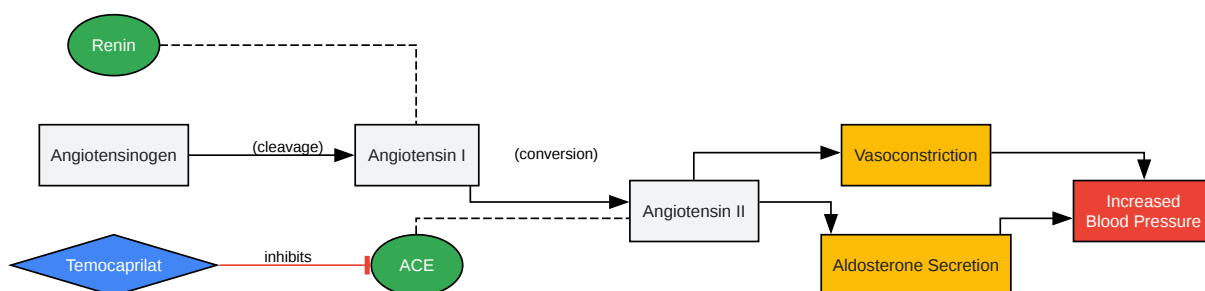 Renin
Angiotensinogen
(cleavage)
Angiotensin I
(conversion)
Vasoconstriction
Angiotensin II
Increased
Blood Pressure
Temocaprilat
inhibits
ACE
Aldosterone Secretion